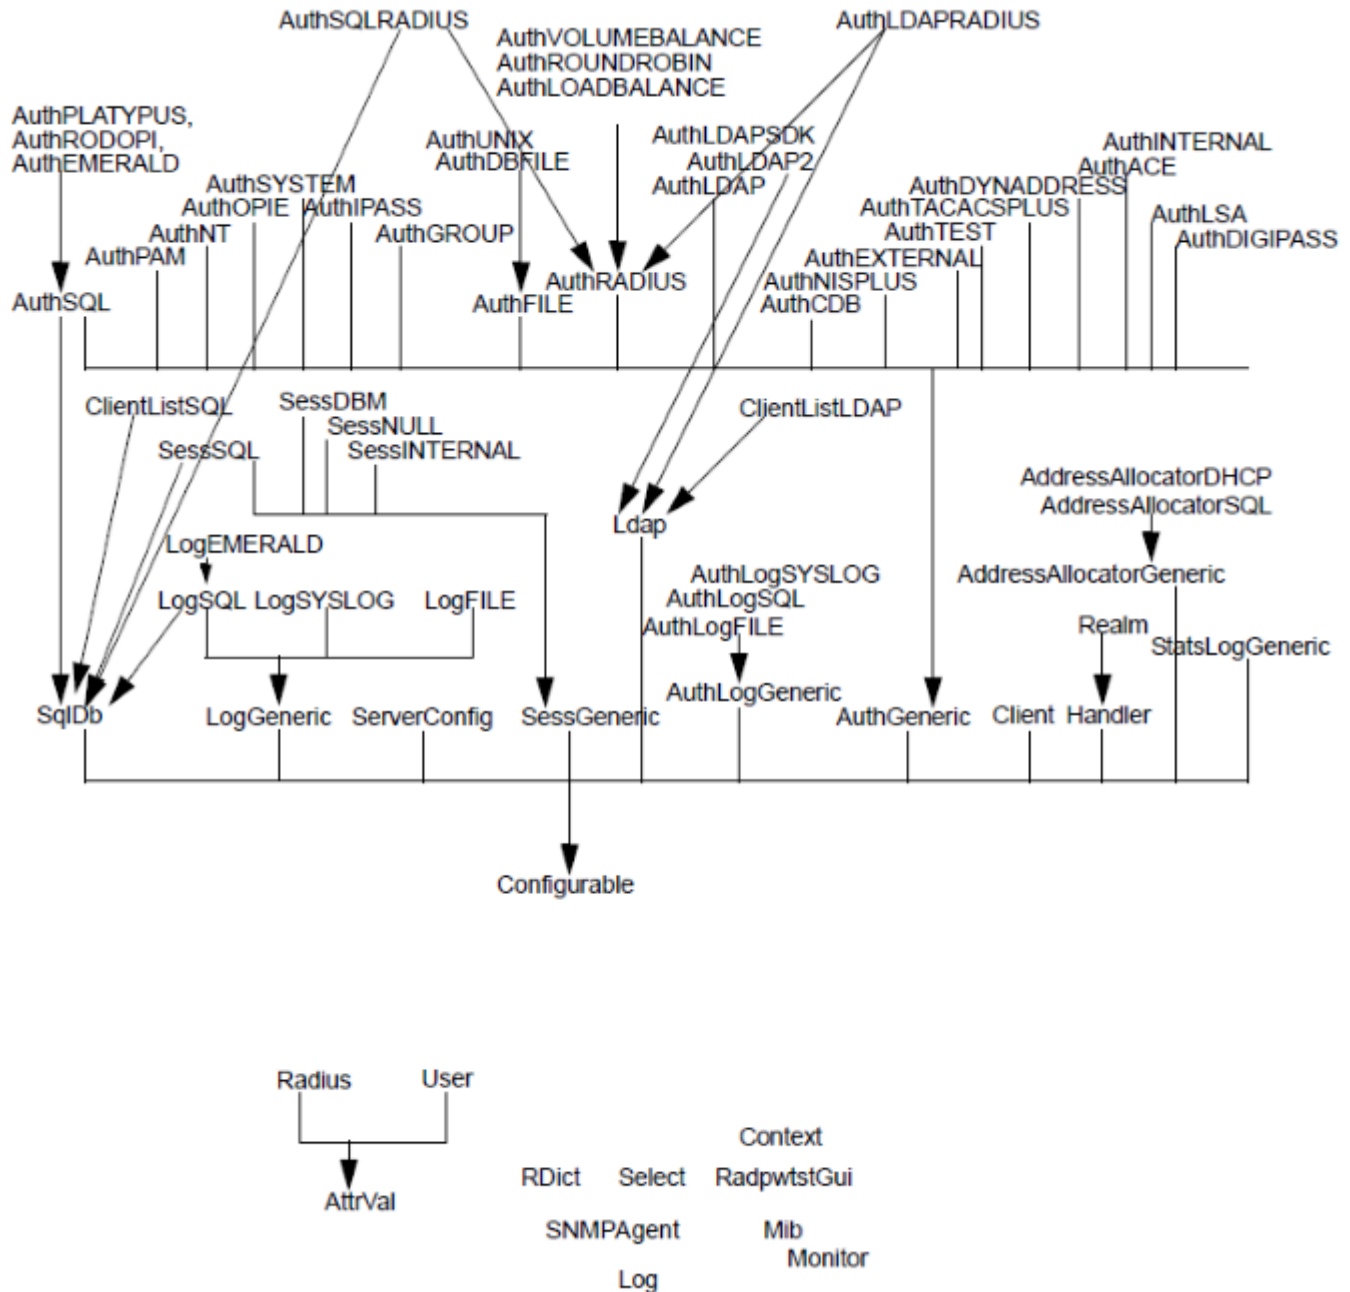 AuthSQLRADIUS
AuthLDAPRADIUS
AuthVOLUMEBALANCE
AuthROUNDROBIN
AuthLOADBALANCE
AuthPLATYPUS,
AuthRODOPI,
AuthEMERALD
AuthUNIX
AuthDBFILE
AuthLDAPSDK
AuthLDAP2
AuthLDAP
AuthINTERNAL
AuthACE
AuthSYSTEM
AuthOPIE
AuthIPASS
AuthNT
AuthGROUP
AuthPAM
AuthDYNADDRESS
AuthTACACSPLUS
AuthTEST
AuthEXTERNAL
AuthNISPLUS
AuthCDB
AuthLSA
AuthDIGIPASS
AuthSQL
AuthFILE
AuthRADIUS
ClientListSQL
SessDBM
SessNULL
SessSQL
SessINTERNAL
ClientListLDAP
AddressAllocatorDHCP
AddressAllocatorSQL
Ldap
LogEMERALD
AuthLogSYSLOG
AuthLogSQL
AuthLogFILE
AddressAllocatorGeneric
LogSQL
LogSYSLOG
LogFILE
Realm
StatsLogGeneric
AuthLogGeneric
SqlDb
LogGeneric
ServerConfig
SessGeneric
AuthGeneric
Client
Handler
Configurable
Radius
User
AttrVal
Context
RDict
Select
RadpwtstGui
SNMPAgent
Mib
Monitor
Log